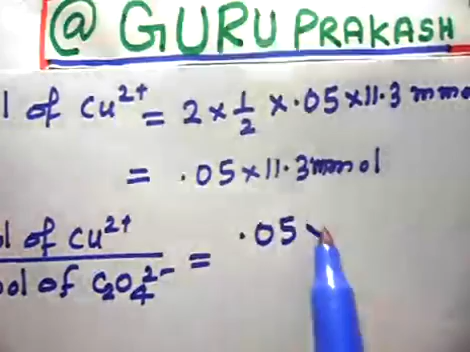 @ GURU PRAKASH
l of Cu²⁺ = 2 × 1/2 × .05 × 11.3 mmo
= .05 × 11.3 mmol
ol of Cu²⁺ / ol of C₂O₄²⁻ = .05